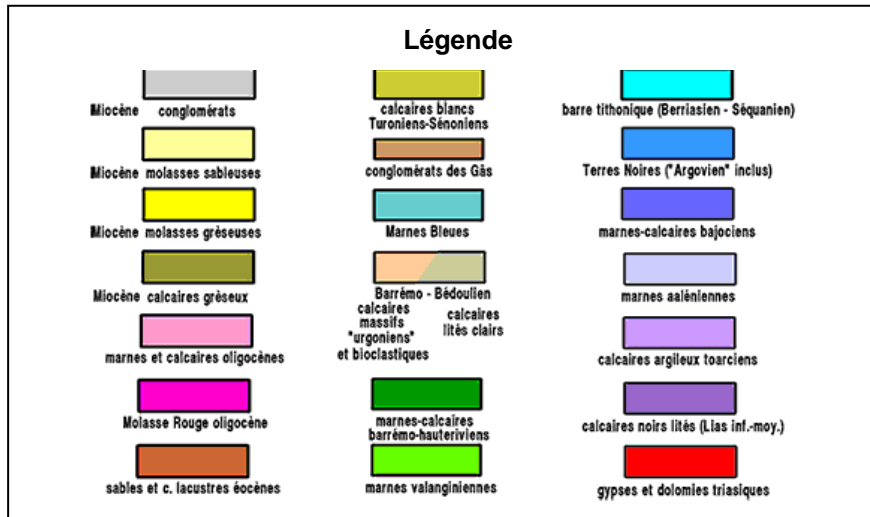 Légende
Miocène conglomérats
Miocène molasses sableuses
Miocène molasses grèseuses
Miocène calcaires grèseux
marnes et calcaires oligocènes
Molasse Rouge oligocène
sables et c. lacustres éocènes
calcaires blancs
Turoniens-Sénoniens
conglomérats des Gâs
Marnes Bleues
Barrémo - Bédoulien
calcaires
massifs
"urgoniens"
et bioclastiques
calcaires
lités clairs
marnes-calcaires
barrémo-hauteriviens
marnes valanginiennes
barre tithonique (Berriasien - Séquanien)
Terres Noires ("Argovien" inclus)
marnes-calcaires bajociens
marnes aaléniennes
calcaires argileux toarciens
calcaires noirs lités (Lias inf.-moy.)
gypses et dolomies triasiques